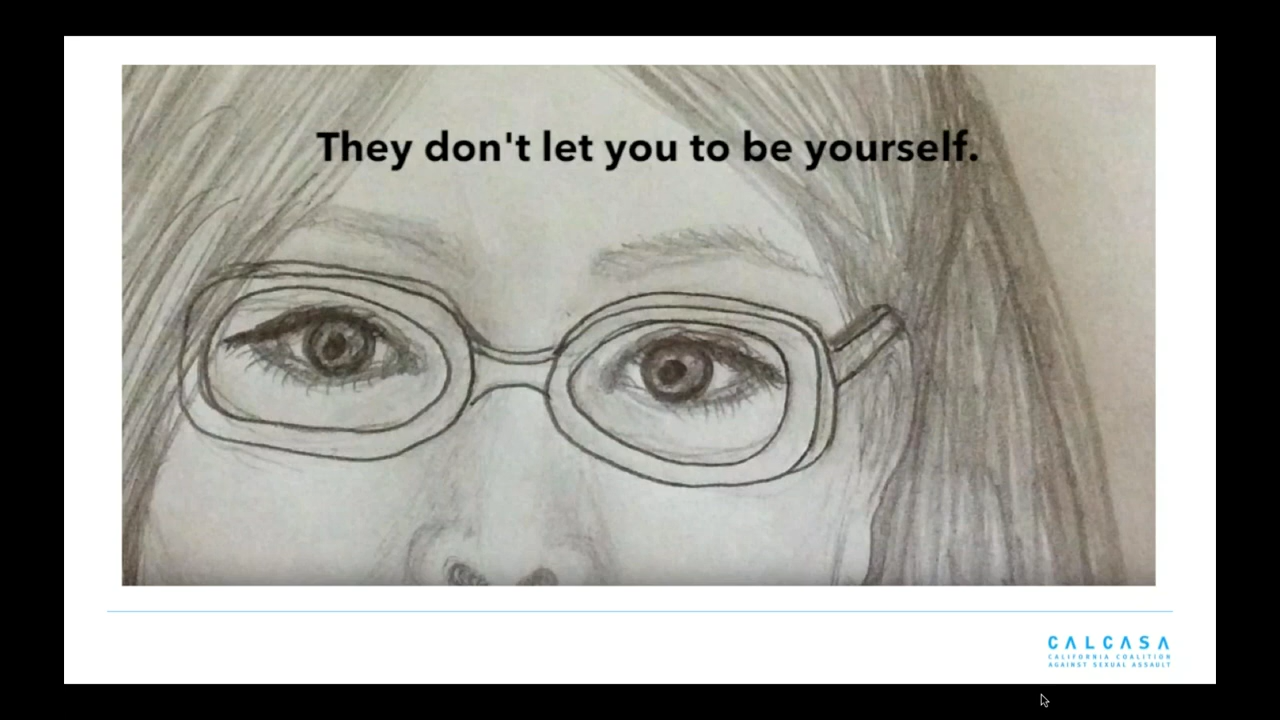 They don't let you to be yourself.
CALCASA
CALIFORNIA COALITION
AGAINST SEXUAL ASSAULT